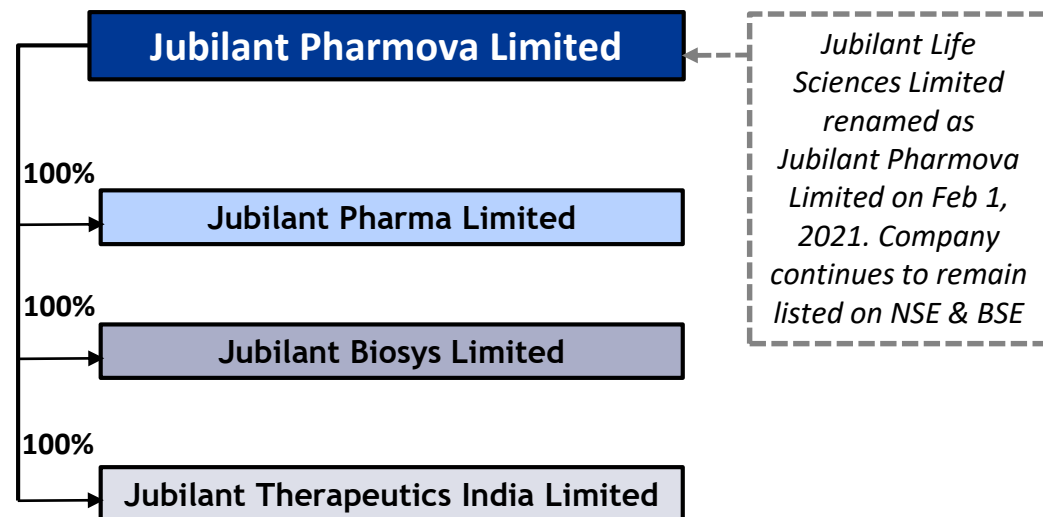 Jubilant Pharmova Limited
Jubilant Life
Sciences Limited
renamed as
Jubilant Pharmova
Limited on Feb 1,
2021. Company
continues to remain
listed on NSE & BSE
100%
Jubilant Pharma Limited
100%
Jubilant Biosys Limited
100%
Jubilant Therapeutics India Limited